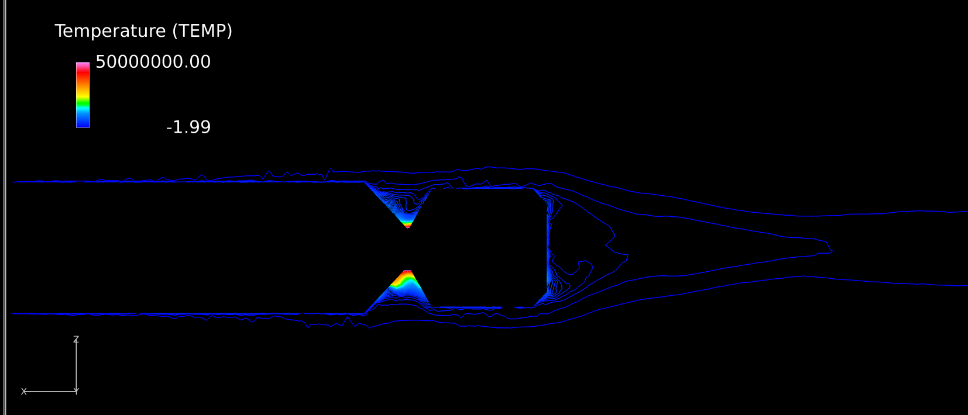 Temperature (TEMP)
50000000.00
-1.99
Z
X
Y